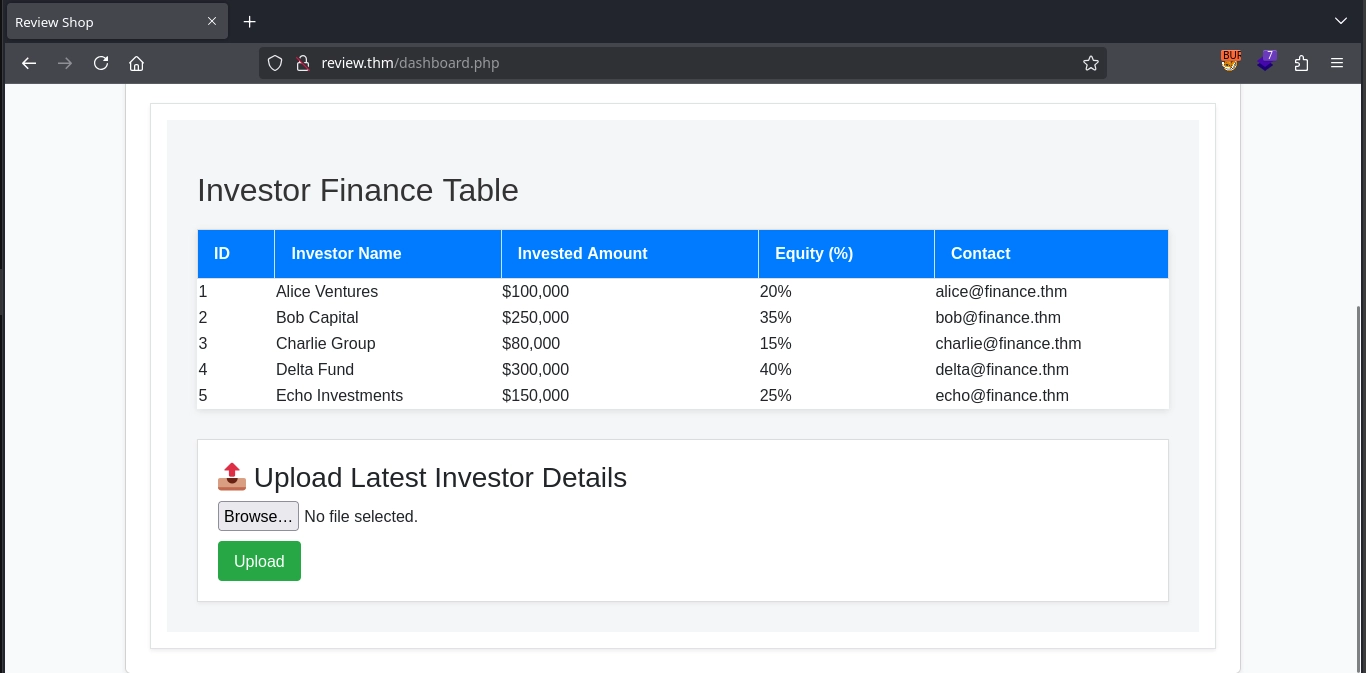 Review Shop
review.thm/dashboard.php
BUR
7
Investor Finance Table
ID Investor Name Invested Amount Equity (%) Contact
1 Alice Ventures $100,000 20% alice@finance.thm
2 Bob Capital $250,000 35% bob@finance.thm
3 Charlie Group $80,000 15% charlie@finance.thm
4 Delta Fund $300,000 40% delta@finance.thm
5 Echo Investments $150,000 25% echo@finance.thm
Upload Latest Investor Details
Browse... No file selected.
Upload